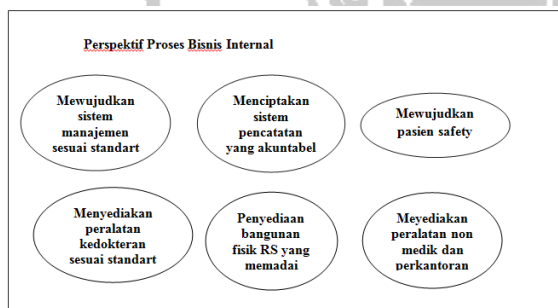 Perspektif Proses Bisnis Internal
Mewujudkan
sistem
manajemen
sesuai standart
Menciptakan
sistem
pencatatan
yang akuntabel
Mewujudkan
pasien safety
Menyediakan
peralatan
kedokteran
sesuai standart
Penyediaan
bangunan
fisik RS yang
memadai
Meyediakan
peralatan non
medik dan
perkantoran